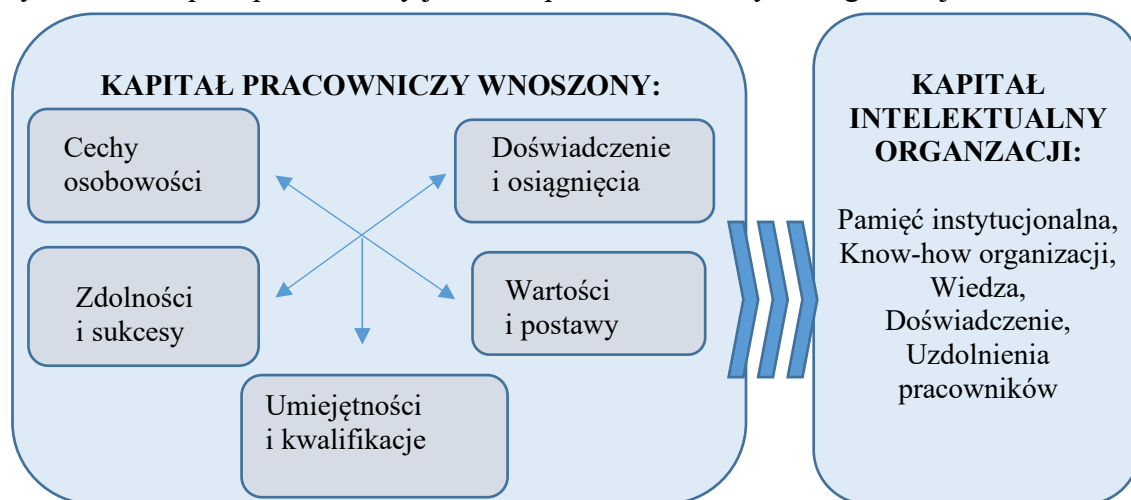 KAPITAŁ PRACOWNICZY WNOSZONY:
Cechy
osobowości
Doświadczenie
i osiągnięcia
Zdolności
i sukcesy
Wartości
i postawy
Umiejętności
i kwalifikacje
KAPITAŁ
INTELEKTUALNY
ORGANZACJI:
Pamięć instytucjonalna,
Know-how organizacji,
Wiedza,
Doświadczenie,
Uzdolnienia
pracowników